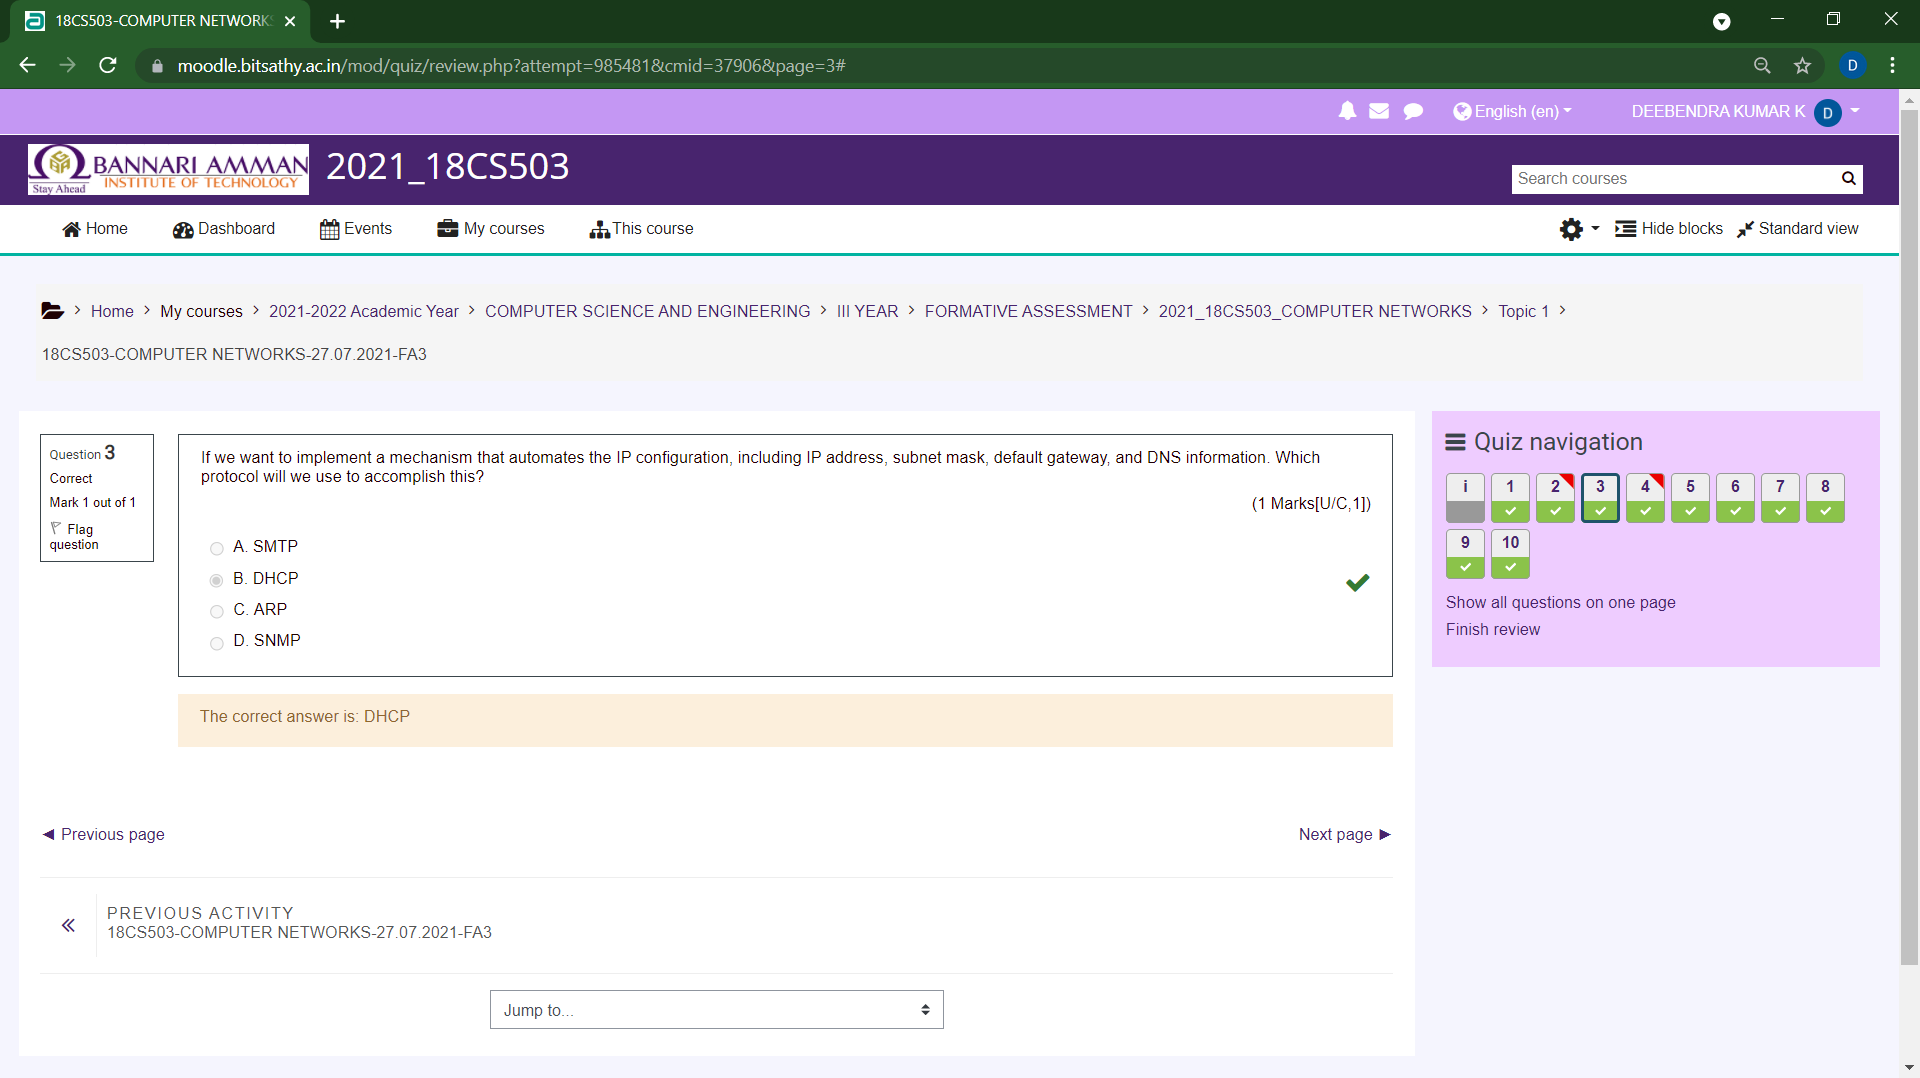 18CS503-COMPUTER NETWORKS
moodle.bitsathy.ac.in/mod/quiz/review.php?attempt=985481&cmid=37906&page=3#
D
English (en)
DEEBENDRA KUMAR K
D
BANNARI AMMAN
INSTITUTE OF TECHNOLOGY
Stay Ahead
2021_18CS503
Search courses
Home
Dashboard
Events
My courses
This course
Hide blocks
Standard view
Home > My courses > 2021-2022 Academic Year > COMPUTER SCIENCE AND ENGINEERING > III YEAR > FORMATIVE ASSESSMENT > 2021_18CS503_COMPUTER NETWORKS > Topic 1 >
18CS503-COMPUTER NETWORKS-27.07.2021-FA3
Question 3
Correct
Mark 1 out of 1
Flag
question
If we want to implement a mechanism that automates the IP configuration, including IP address, subnet mask, default gateway, and DNS information. Which
protocol will we use to accomplish this?
(1 Marks[U/C,1])
A. SMTP
B. DHCP
C. ARP
D. SNMP
The correct answer is: DHCP
◄ Previous page
Next page ►
PREVIOUS ACTIVITY
18CS503-COMPUTER NETWORKS-27.07.2021-FA3
Jump to...
Quiz navigation
i 1 2 3 4 5 6 7 8
9 10
Show all questions on one page
Finish review